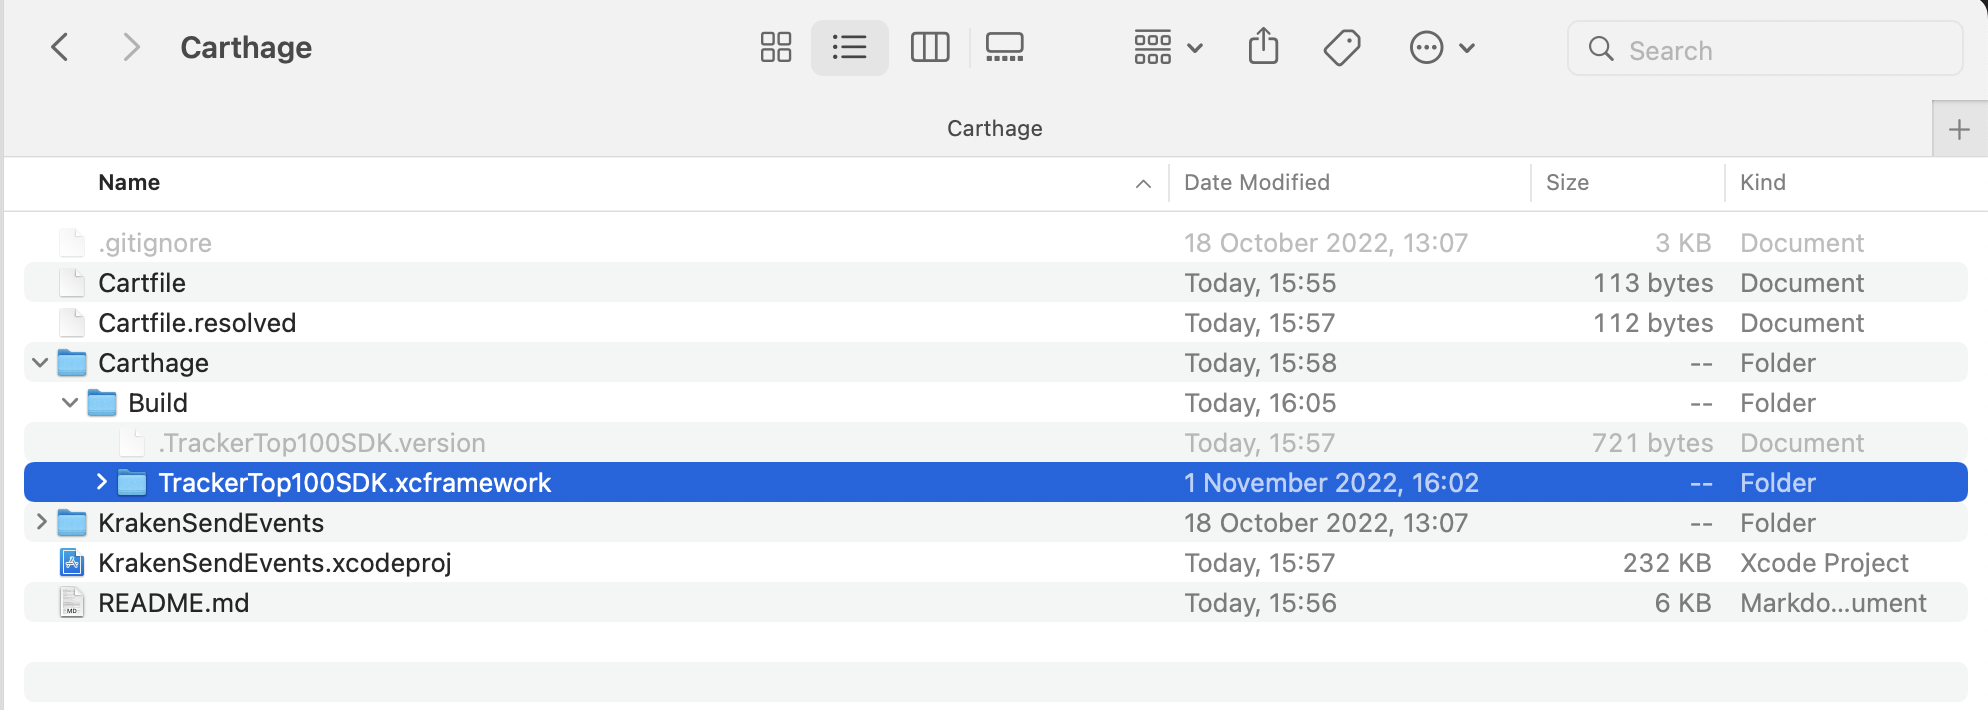 Carthage
Search
Carthage
Name Date Modified Size Kind
.gitignore 18 October 2022, 13:07 3 KB Document
Cartfile Today, 15:55 113 bytes Document
Cartfile.resolved Today, 15:57 112 bytes Document
Carthage Today, 15:58 -- Folder
Build Today, 16:05 -- Folder
.TrackerTop100SDK.version Today, 15:57 721 bytes Document
TrackerTop100SDK.xcframework 1 November 2022, 16:02 -- Folder
KrakenSendEvents 18 October 2022, 13:07 -- Folder
KrakenSendEvents.xcodeproj Today, 15:57 232 KB Xcode Project
MD README.md Today, 15:56 6 KB Markdo...ument